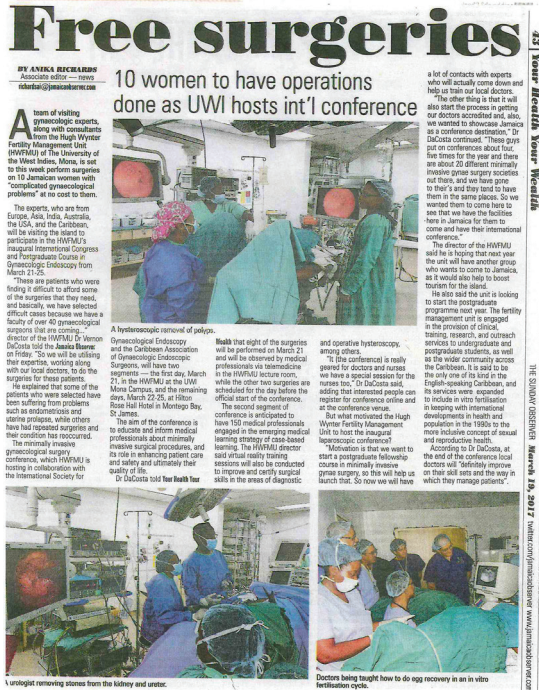 Free surgeries
BY ANIKA RICHARDS
Associate editor — news
richardsai@jamaicaobserver.com
10 women to have operations
done as UWI hosts int'l conference
A team of visiting
gynaecologic experts,
along with consultants
from the Hugh Wynter
Fertility Management Unit
(HWFMU) of The University of
the West Indies, Mona, is set
to this week perform surgeries
on 10 Jamaican women with
"complicated gynaecological
problems" at no cost to them.
The experts, who are from
Europe, Asia, India, Australia,
the USA, and the Caribbean,
will be visiting the island to
participate in the HWFMU's
inaugural International Congress
and Postgraduate Course in
Gynaecologic Endoscopy from
March 21-25.
"These are patients who were
finding it difficult to afford some
of the surgeries that they need,
and basically, we have selected
difficult cases because we have a
faculty of over 40 gynaecological
surgeons that are coming..."
director of the HWFMU Dr Vernon
DaCosta told the Jamaica Observer
on Friday. "So we will be utilising
their expertise, working along
with our local doctors, to do the
surgeries for these patients.
He explained that some of the
patients who were selected have
been suffering from problems
such as endometriosis and
uterine prolapse, while others
have had repeated surgeries and
their condition has reoccurred.
The minimally invasive
gynaecological surgery
conference, which HWFMU is
hosting in collaboration with
the International Society for
A hysteroscopic removal of polyps.
Gynaecological Endoscopy
and the Caribbean Association
of Gynaecologic Endoscopic
Surgeons, will have two
segments — the first day, March
21, in the HWFMU at the UWI
Mona Campus, and the remaining
days, March 22-25, at Hilton
Rose Hall Hotel in Montego Bay,
St James.
The aim of the conference is
to educate and inform medical
professionals about minimally
invasive surgical procedures, and
its role in enhancing patient care
and safety and ultimately their
quality of life.
Dr DaCosta told Your Health Your
Wealth that eight of the surgeries
will be performed on March 21
and will be observed by medical
professionals via telemedicine
in the HWFMU lecture room,
while the other two surgeries are
scheduled for the day before the
official start of the conference.
The second segment of
conference is anticipated to
have 150 medical professionals
engaged in the emerging medical
learning strategy of case-based
learning. The HWFMU director
said virtual reality training
sessions will also be conducted
to improve and certify surgical
skills in the areas of diagnostic
and operative hysteroscopy,
among others.
"It (the conference) is really
geared for doctors and nurses
and we have a special session for the
nurses too," Dr DaCosta said,
adding that interested people can
register for conference online and
at the conference venue.
But what motivated the Hugh
Wynter Fertility Management
Unit to host the inaugural
laparoscopic conference?
"Motivation is that we want to
start a postgraduate fellowship
course in minimally invasive
gynae surgery, so this will help us
launch that. So now we will have
a lot of contacts with experts
who will actually come down and
help us train our local doctors.
"The other thing is that it will
also start the process in getting
our doctors accredited and, also,
we wanted to showcase Jamaica
as a conference destination," Dr
DaCosta continued. "These guys
put on conferences about four,
five times for the year and there
are about 20 different minimally
invasive gynae surgery societies
out there, and we have gone
to their's and they tend to have
them in the same places. So we
wanted them to come here to
see that we have the facilities
here in Jamaica for them to
come and have their international
conference."
The director of the HWFMU
said he is hoping that next year
the unit will have another group
who wants to come to Jamaica,
as it would also help to boost
tourism for the island.
He also said the unit is looking
to start the postgraduate
programme next year. The fertility
management unit is engaged
in the provision of clinical,
training, research, and outreach
services to undergraduate and
postgraduate students, as well
as the wider community across
the Caribbean. It is said to be
the only one of its kind in the
English-speaking Caribbean, and
its services were expanded
to include in vitro fertilisation
in keeping with international
developments in health and
population in the 1990s to the
more inclusive concept of sexual
and reproductive health.
According to Dr DaCosta, at
the end of the conference local
doctors will "definitely improve
on their skill sets and the way in
which they manage patients".
A urologist removing stones from the kidney and ureter.
Doctors being taught how to do egg recovery in an in vitro
fertilisation cycle.
43 Your Health Your Wealth
THE SUNDAY OBSERVER March 19, 2017 twitter.com/jamaicaobserver www.jamaicaobserver.com